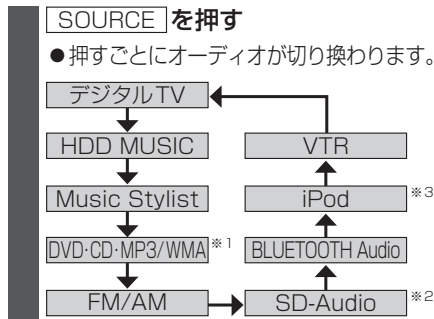 SOURCE を押す
●押すごとにオーディオが切り換わります。
デジタルTV
HDD MUSIC
VTR
Music Stylist
iPod ※3
DVD･CD･MP3/WMA ※1
BLUETOOTH Audio
FM/AM
SD-Audio ※2